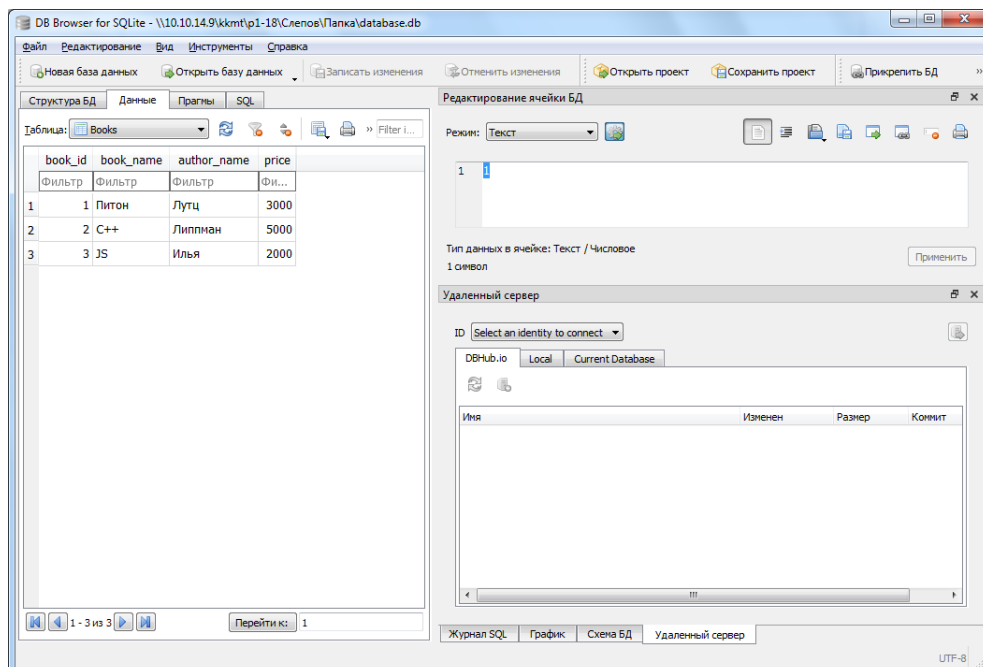 DB Browser for SQLite - \\10.10.14.9\kkmt\p1-18\Слепов\Папка\database.db
Файл Редактирование Вид Инструменты Справка
Новая база данных Открыть базу данных Записать изменения Отменить изменения Открыть проект Сохранить проект Прикрепить БД »
Структура БД Данные Прагмы SQL
Таблица: Books » Filter i...
book_id book_name author_name price
Фильтр Фильтр Фильтр Фи...
1 1 Питон Лутц 3000
2 2 C++ Липпман 5000
3 3 JS Илья 2000
1 - 3 из 3 Перейти к: 1
Редактирование ячейки БД
Режим: Текст
1 1
Тип данных в ячейке: Текст / Числовое
1 символ
Применить
Удаленный сервер
ID Select an identity to connect
DBHub.io Local Current Database
Имя Изменен Размер Коммит
Журнал SQL График Схема БД Удаленный сервер
UTF-8